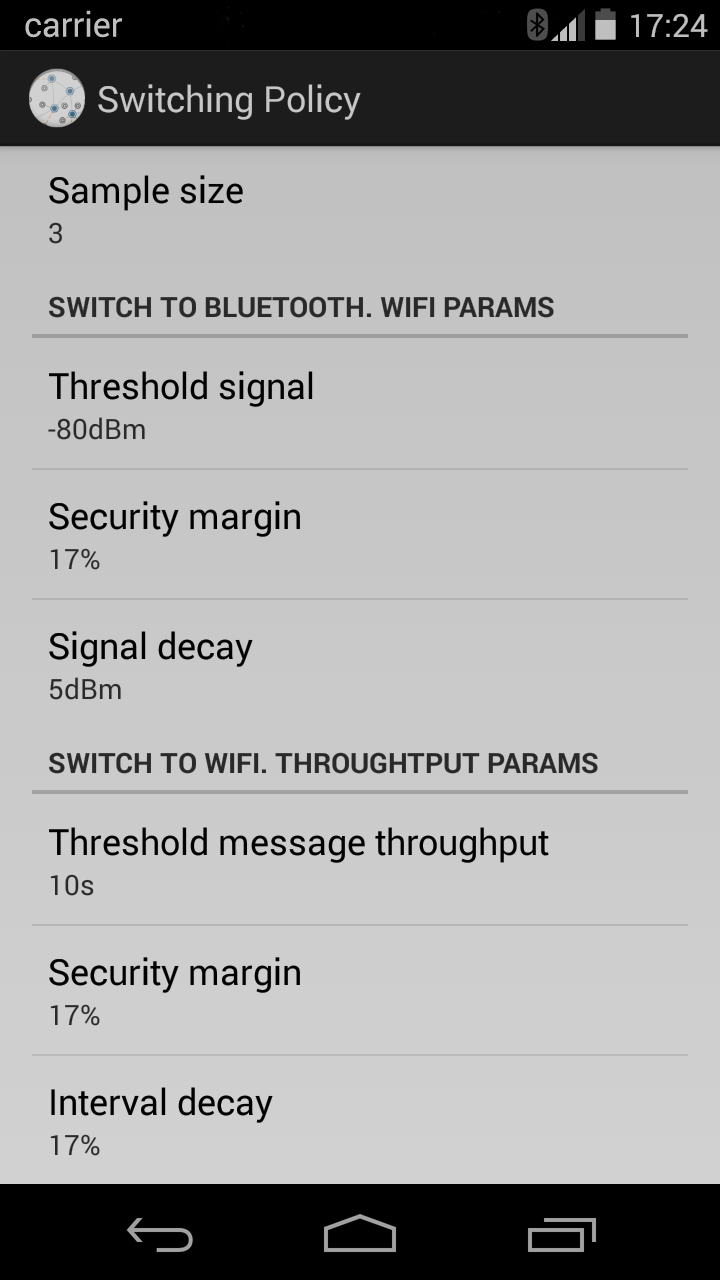 carrier 17:24
Switching Policy
Sample size
3
SWITCH TO BLUETOOTH. WIFI PARAMS
Threshold signal
-80dBm
Security margin
17%
Signal decay
5dBm
SWITCH TO WIFI. THROUGHTPUT PARAMS
Threshold message throughput
10s
Security margin
17%
Interval decay
17%